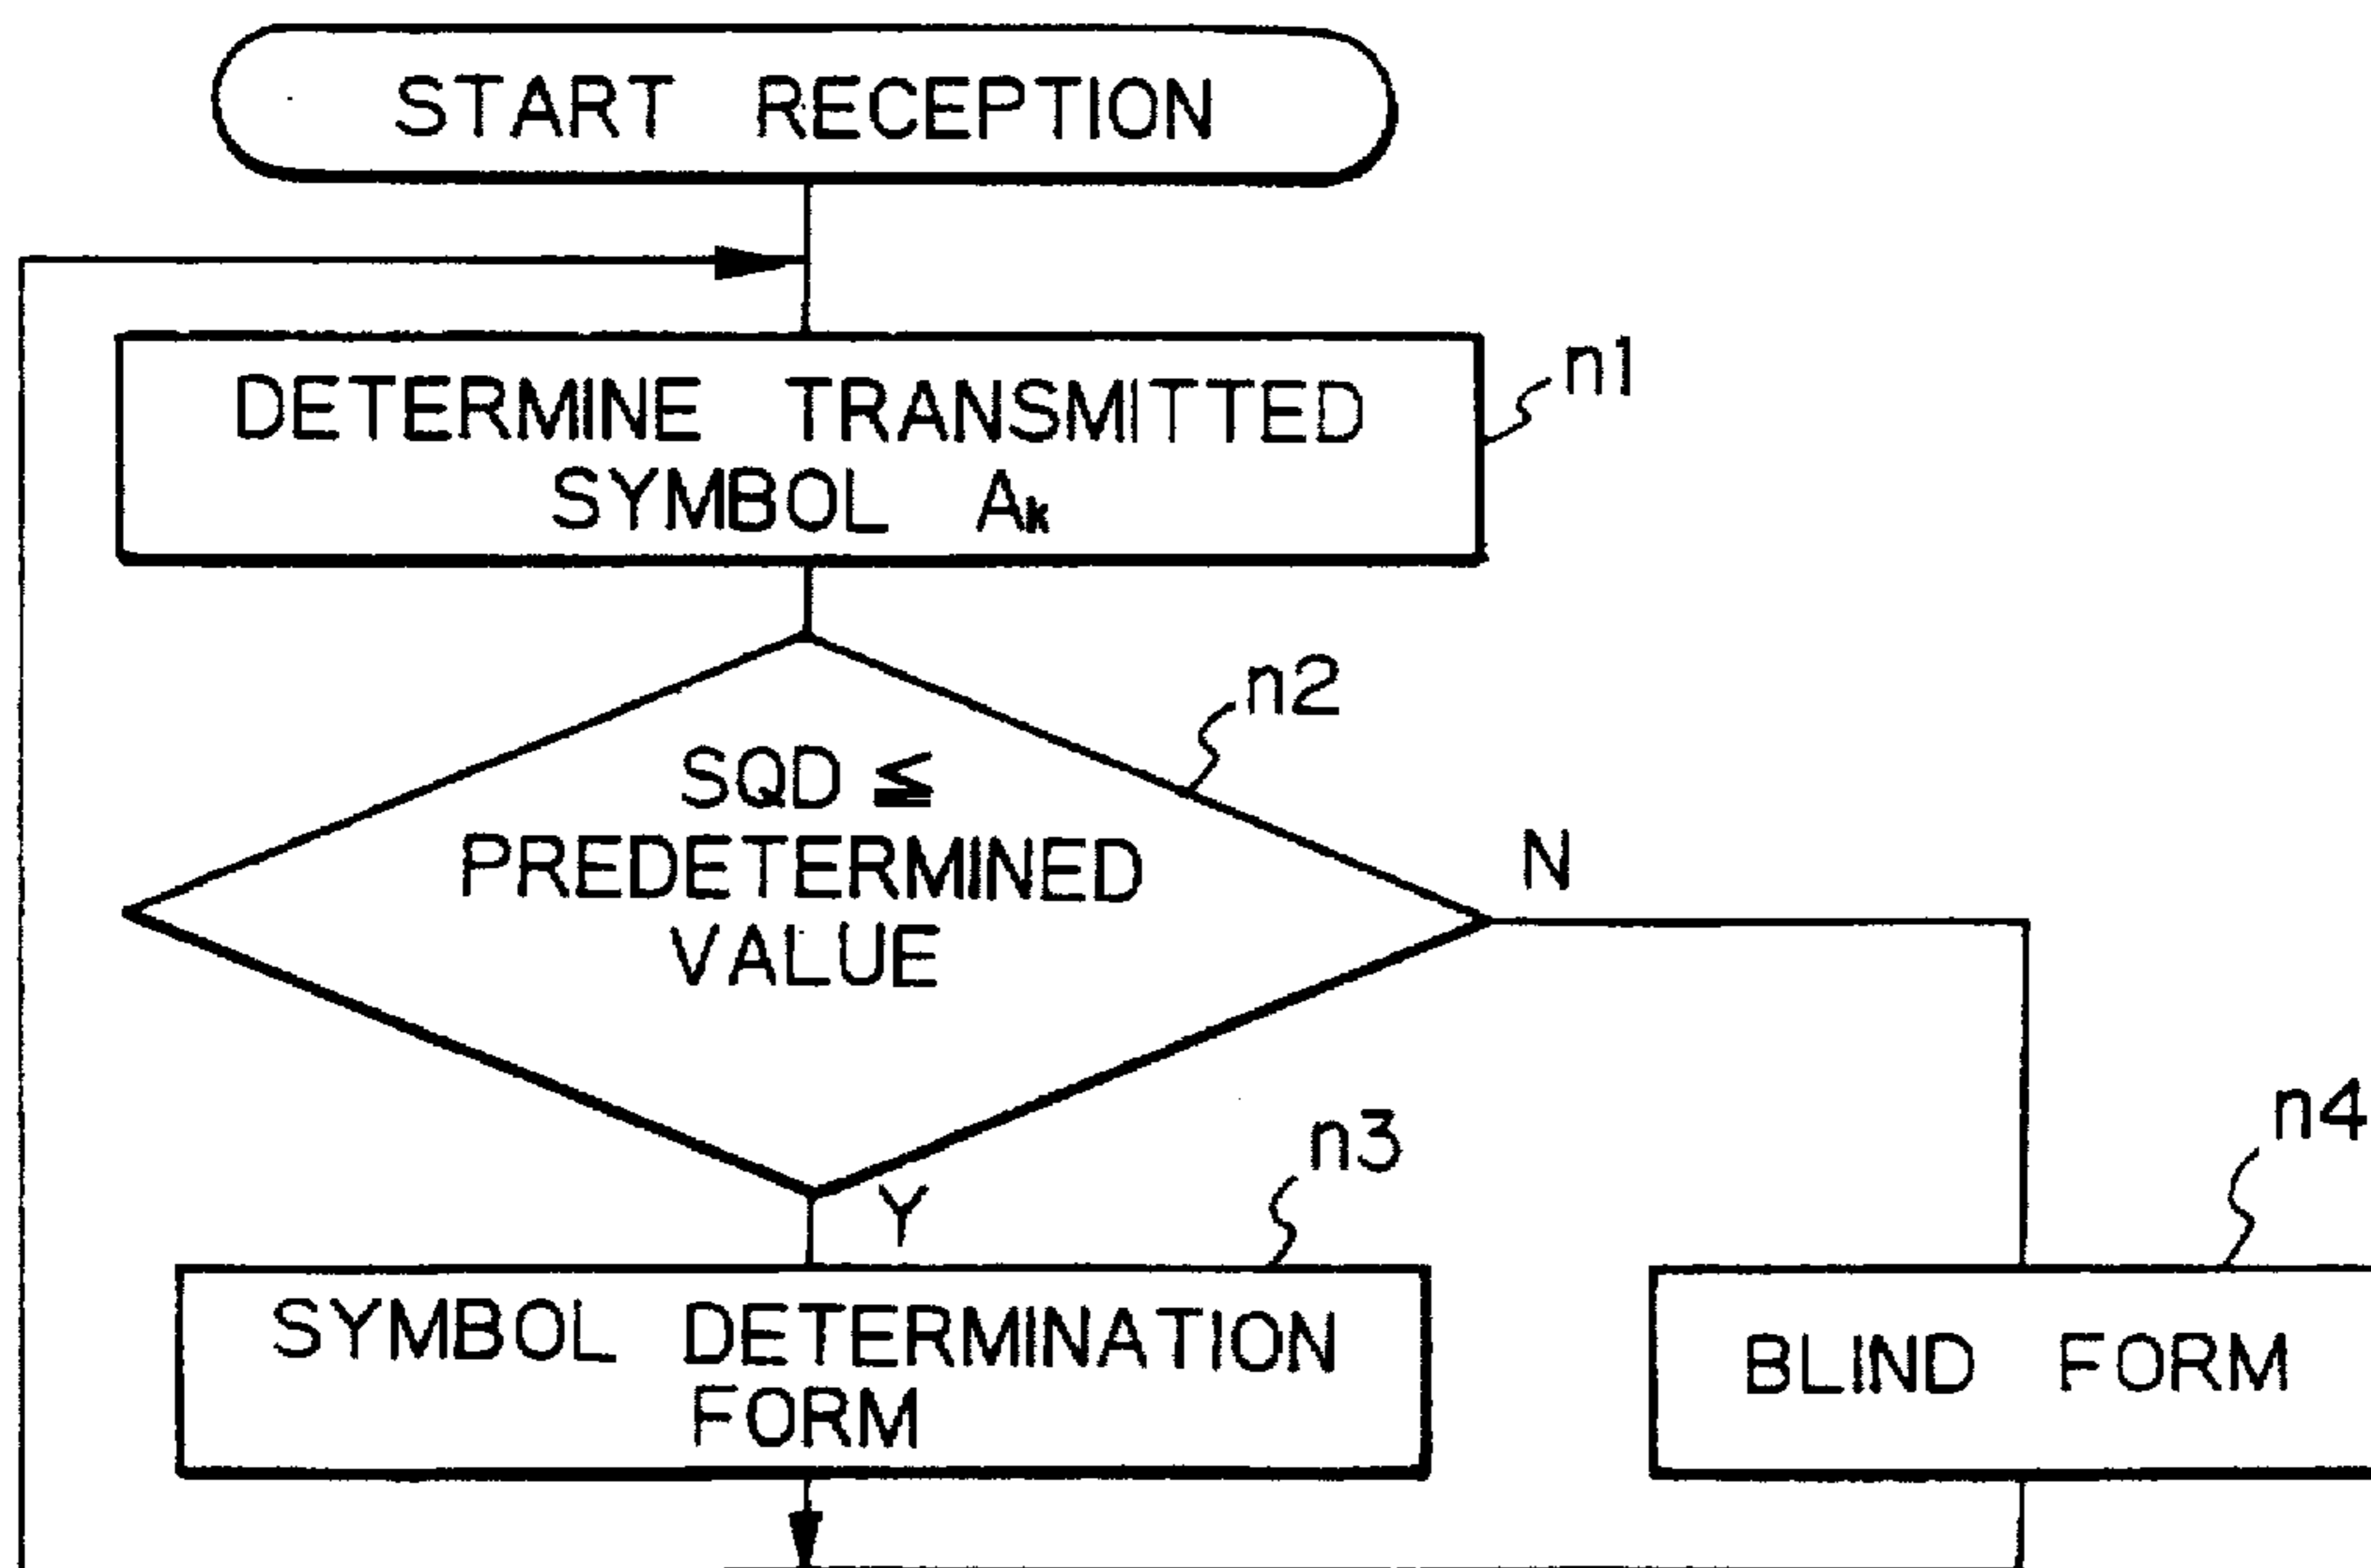 START RECEPTION
n1
DETERMINE TRANSMITTED
SYMBOL Ak
n2
SQD ≦
PREDETERMINED
VALUE
N
Y
n3
n4
SYMBOL DETERMINATION
FORM
BLIND FORM